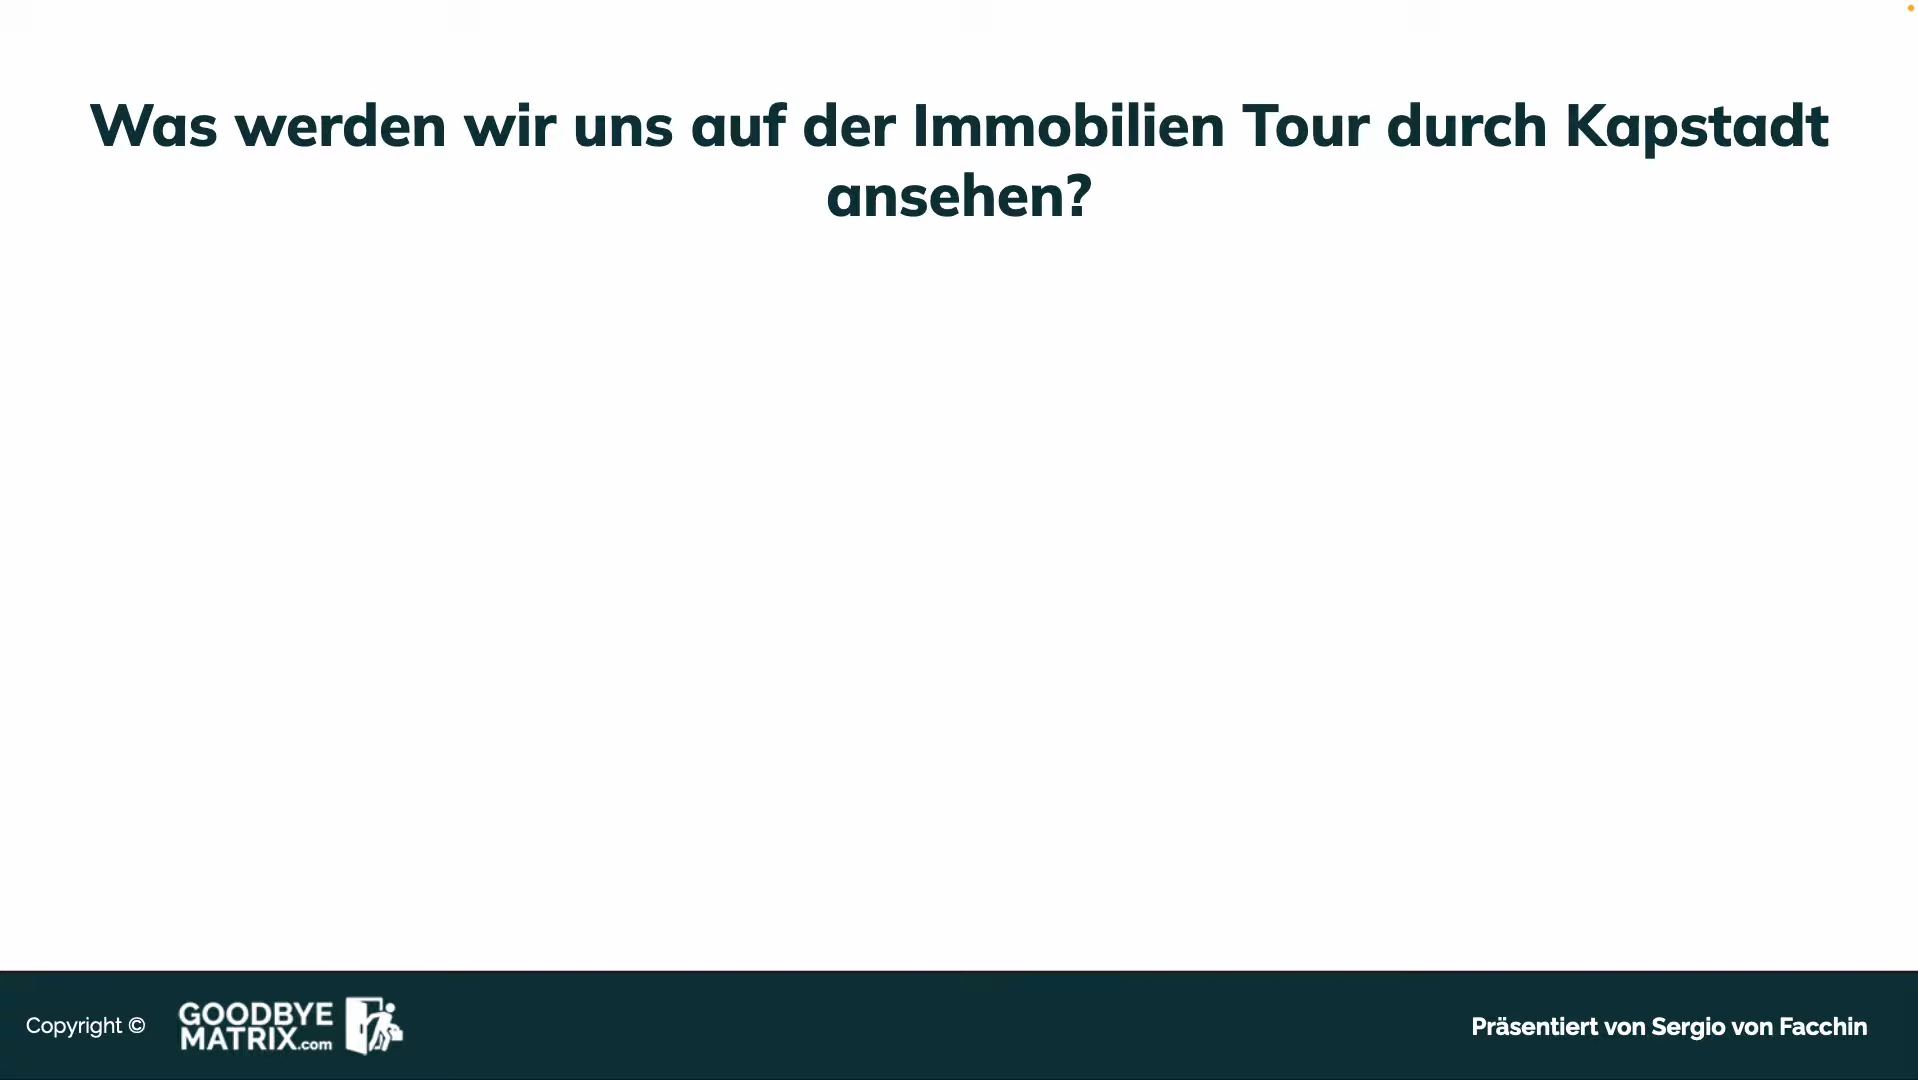 Was werden wir uns auf der Immobilien Tour durch Kapstadt
ansehen?
Copyright ©
GOODBYE
MATRIX.com
Präsentiert von Sergio von Facchin